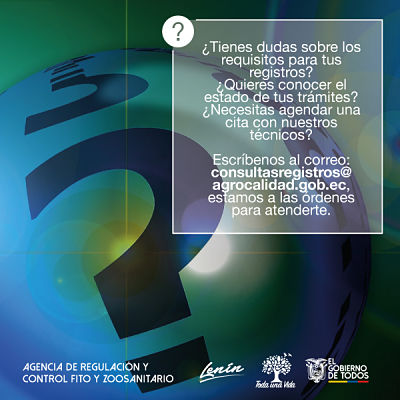 ?
¿Tienes dudas sobre los
requisitos para tus
registros?
¿Quieres conocer el
estado de tus trámites?
¿Necesitas agendar una
cita con nuestros
técnicos?
Escríbenos al correo:
consultasregistros@
agrocalidad.gob.ec,
estamos a las órdenes
para atenderte.
AGENCIA DE REGULACIÓN Y
CONTROL FITO Y ZOOSANITARIO
Lenín
Toda una Vida
EL
GOBIERNO
DE TODOS